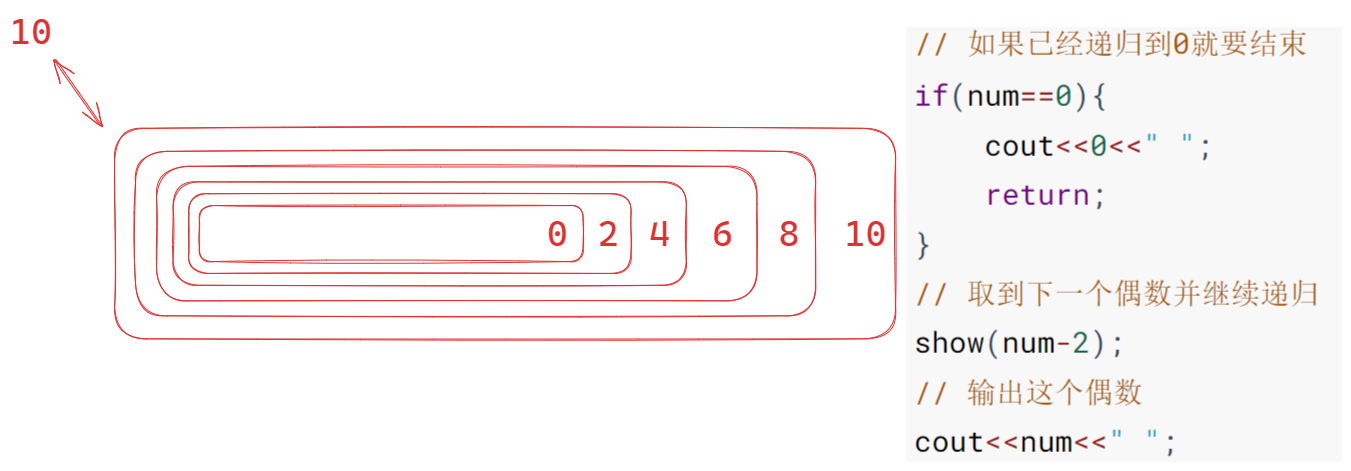 10
0 2 4 6 8 10
// 如果已经递归到0就要结束
if(num==0){
    cout<<0<<" ";
    return;
}
// 取到下一个偶数并继续递归
show(num-2);
// 输出这个偶数
cout<<num<<" ";